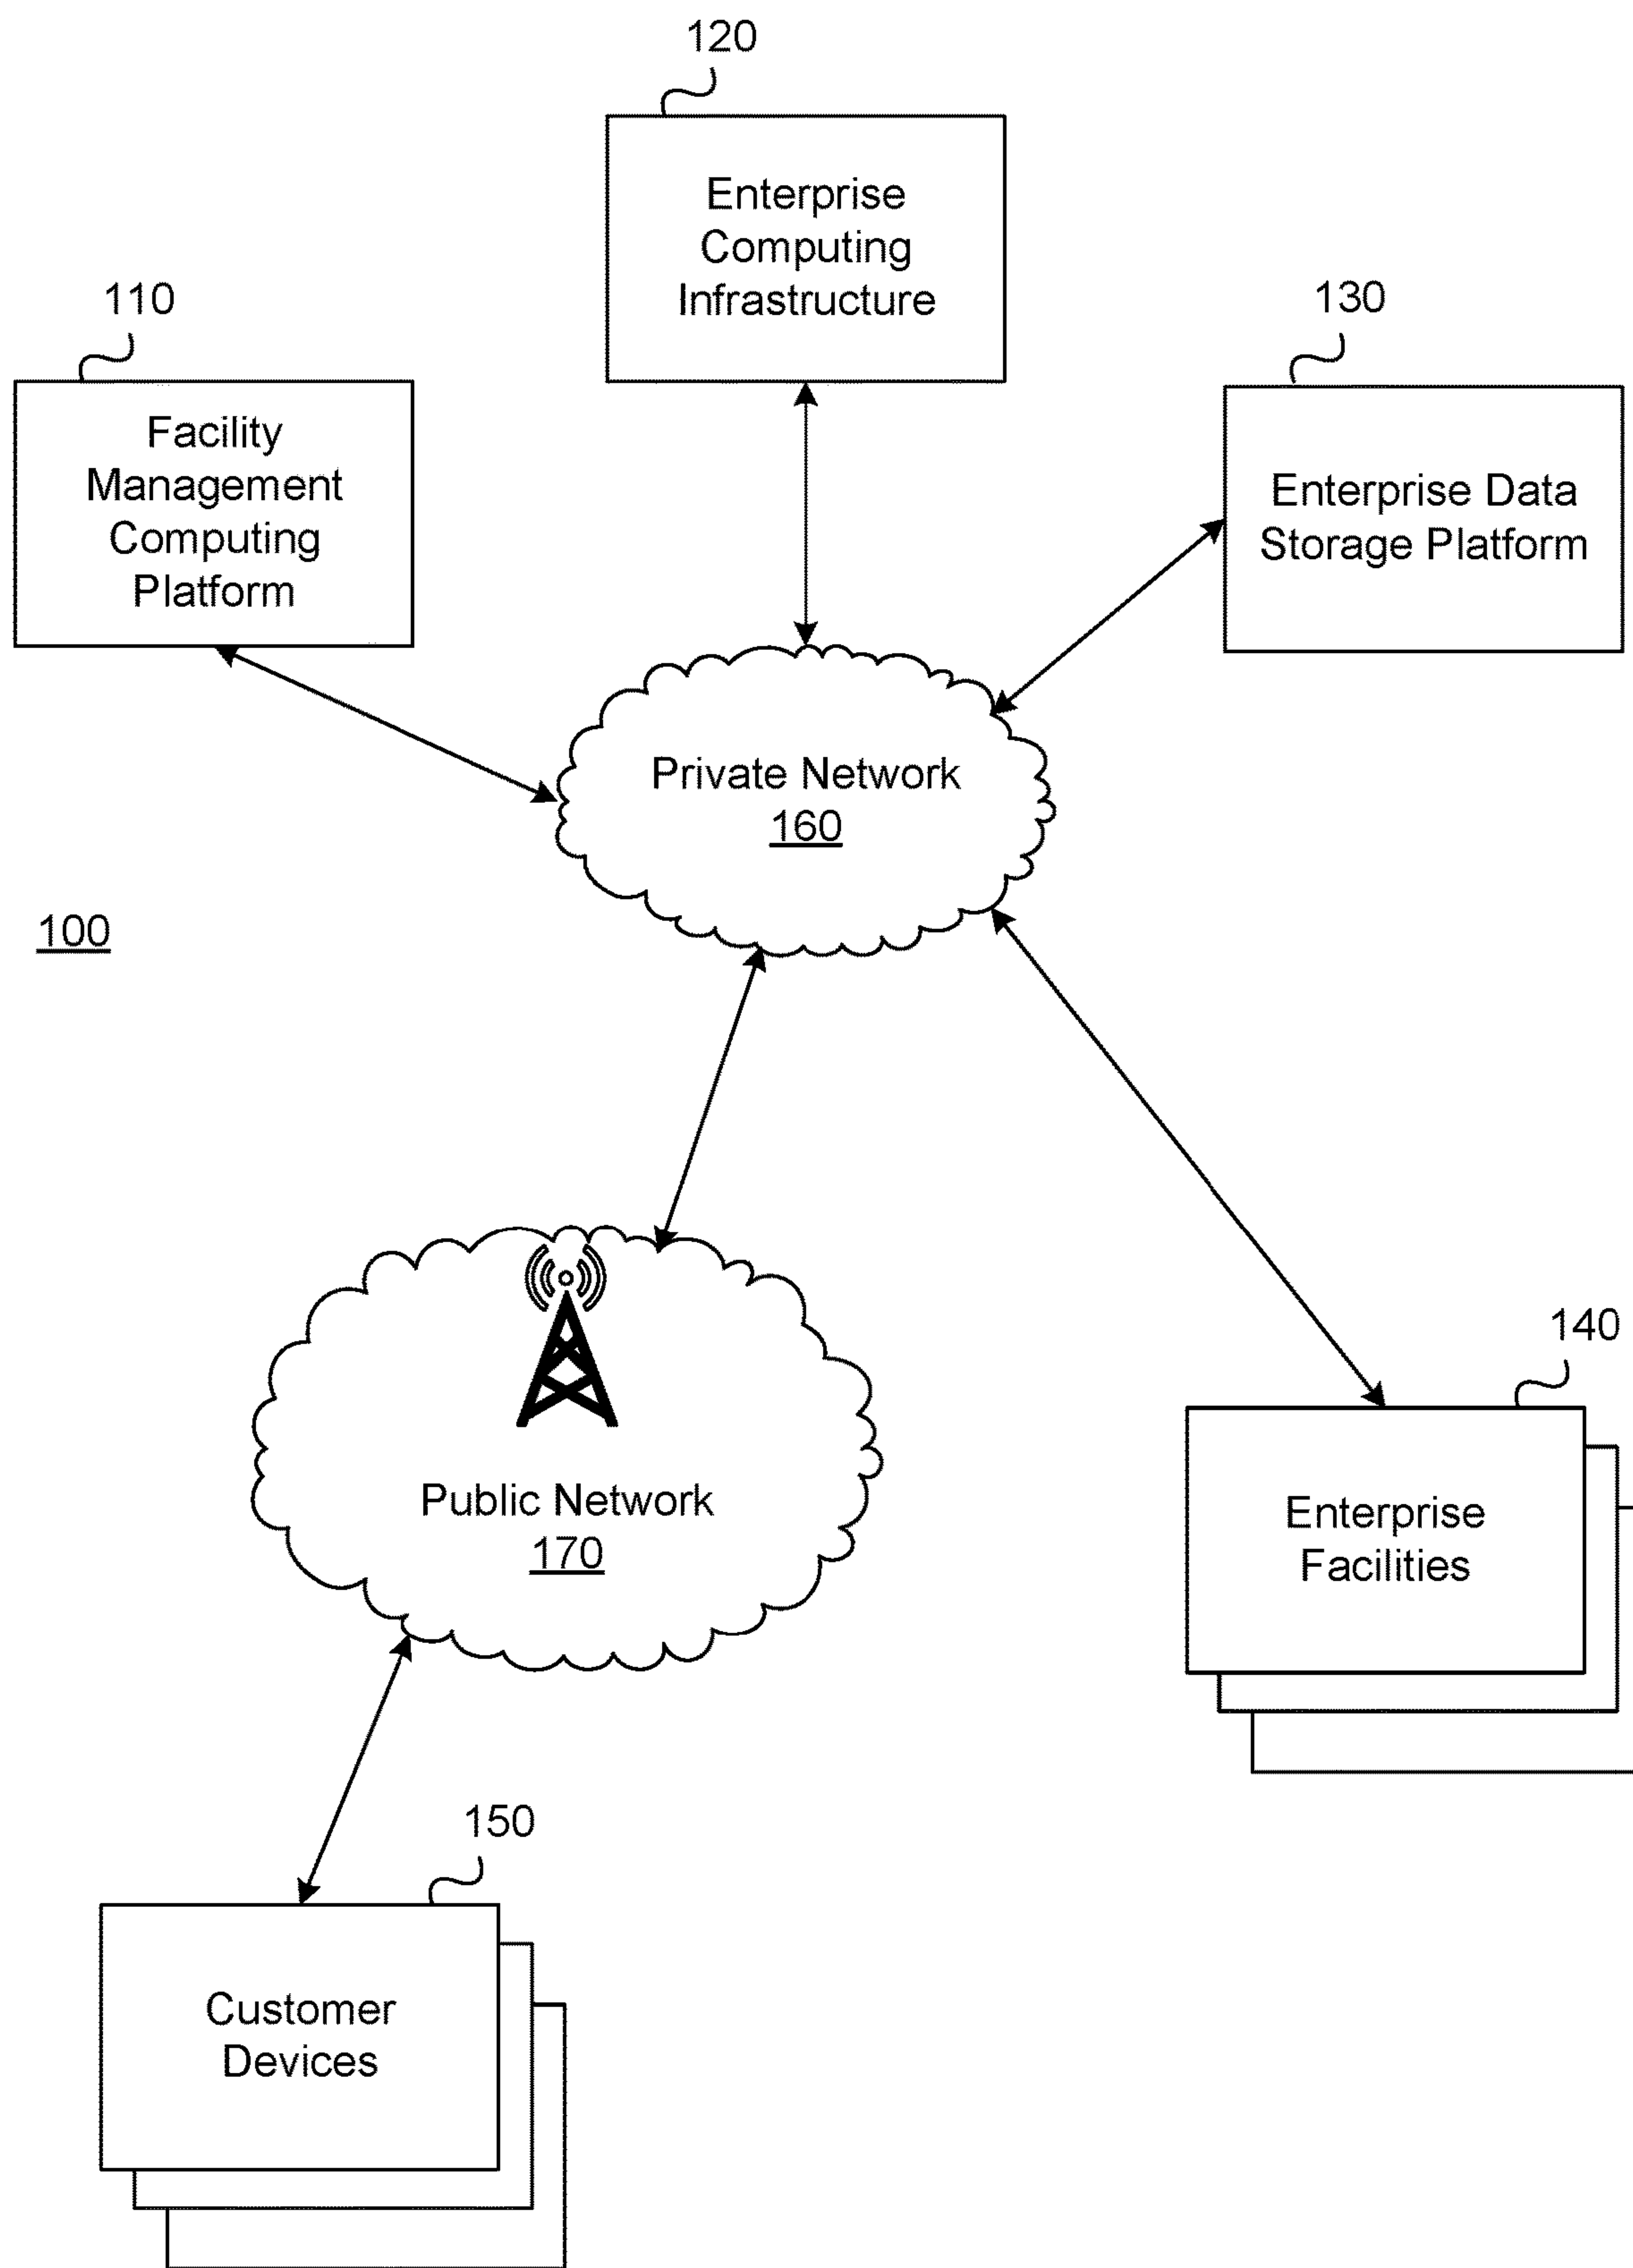 120
Enterprise
Computing
Infrastructure
110
Facility
Management
Computing
Platform
130
Enterprise Data
Storage Platform
Private Network
160
100
Public Network
170
140
Enterprise
Facilities
150
Customer
Devices